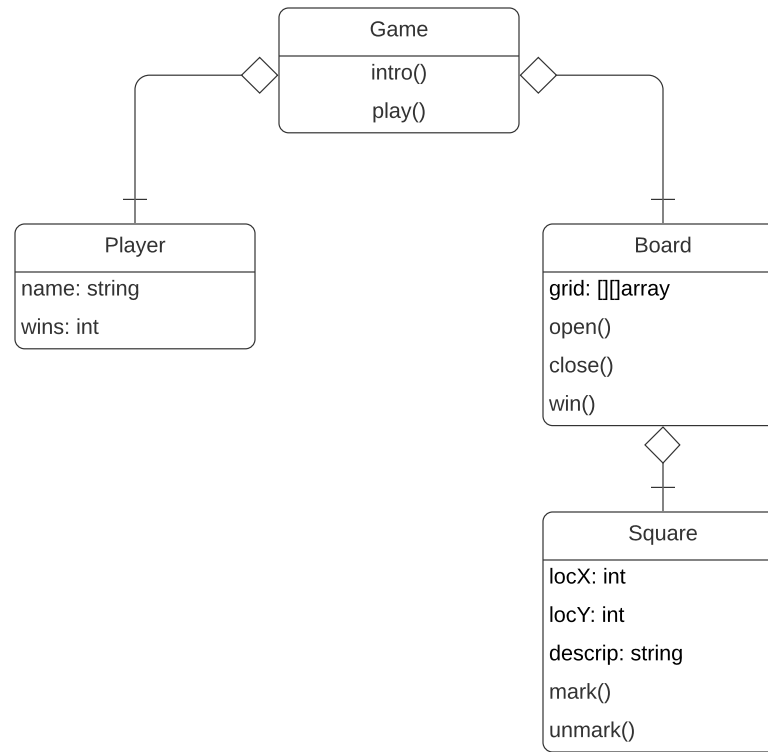 Game
intro()
play()
Player
name: string
wins: int
Board
grid: [][]array
open()
close()
win()
Square
locX: int
locY: int
descrip: string
mark()
unmark()